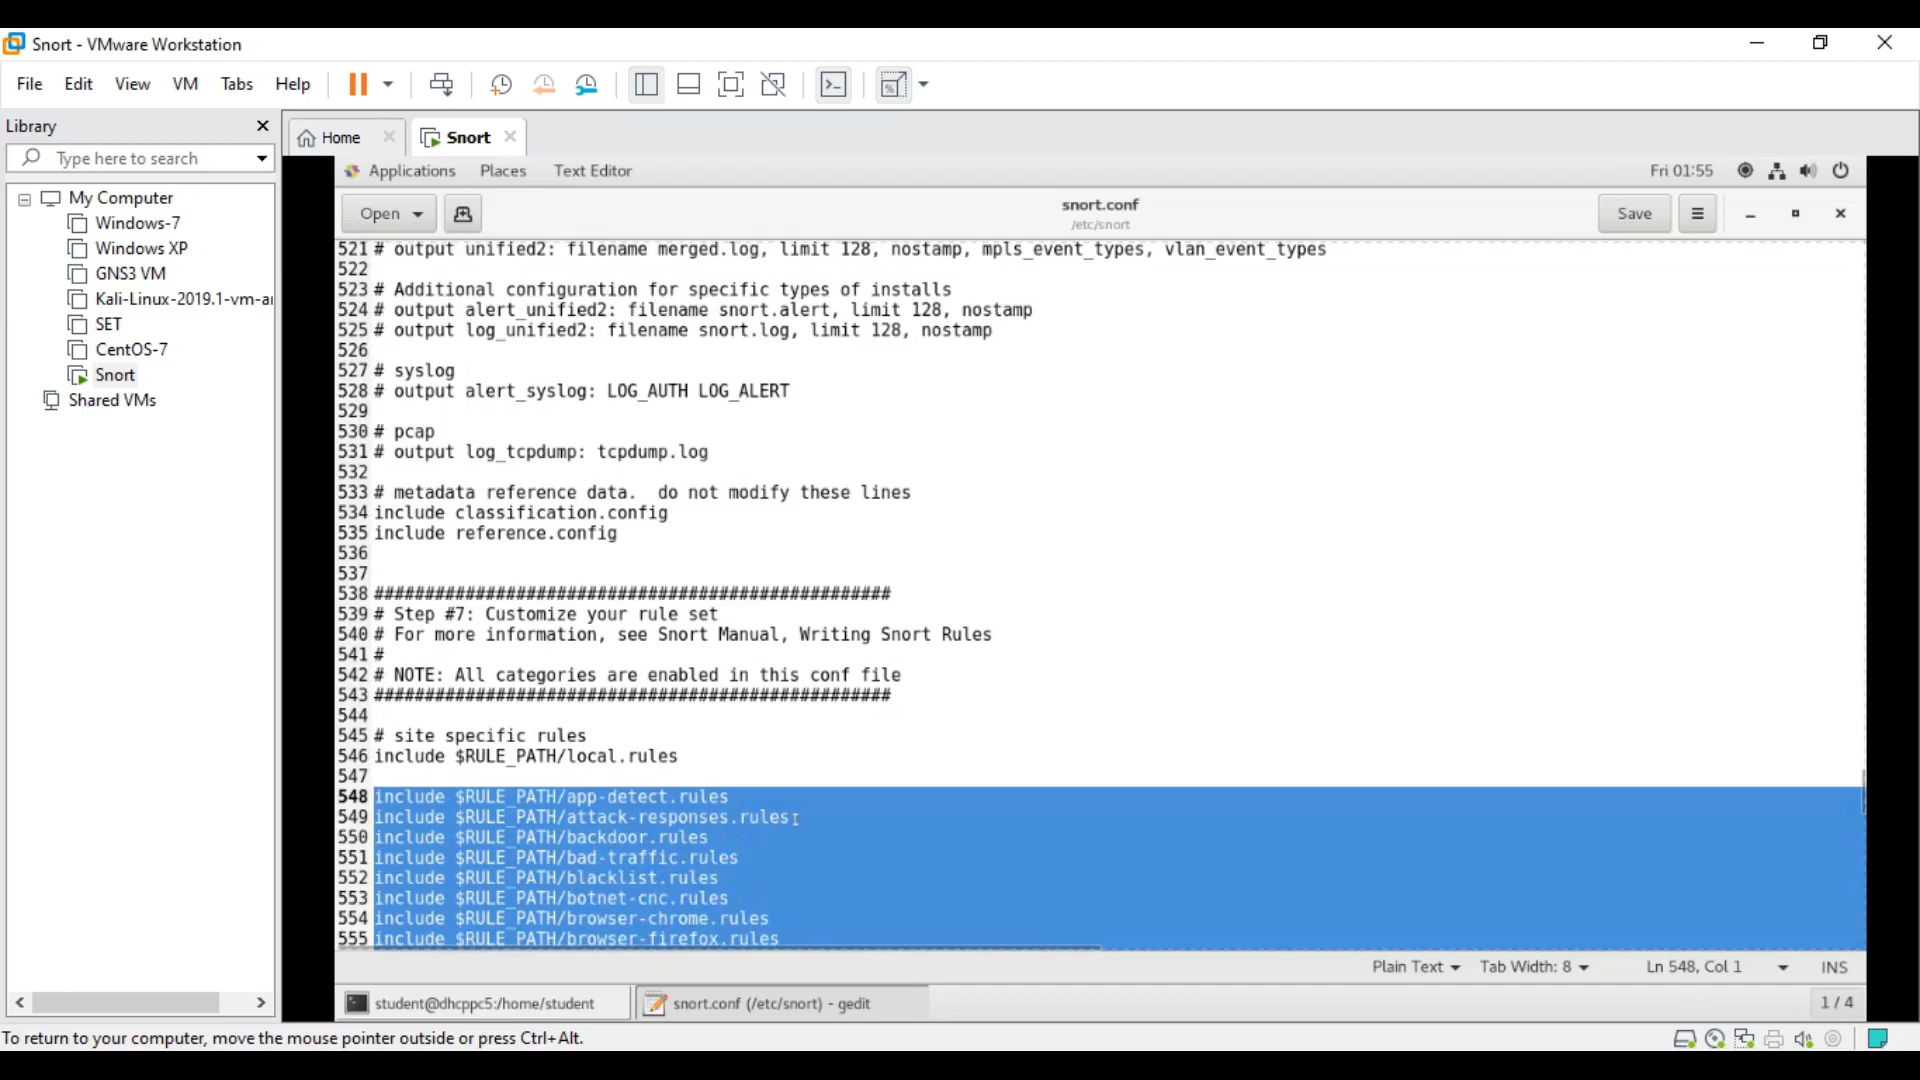 Snort - VMware Workstation
File Edit View VM Tabs Help
Library
Type here to search
My Computer
Windows-7
Windows XP
GNS3 VM
Kali-Linux-2019.1-vm-ar
SET
CentOS-7
Snort
Shared VMs
Home
Snort
Applications Places Text Editor
Fri 01:55
Open
snort.conf
/etc/snort
Save
521 # output unified2: filename merged.log, limit 128, nostamp, mpls_event_types, vlan_event_types
522
523 # Additional configuration for specific types of installs
524 # output alert_unified2: filename snort.alert, limit 128, nostamp
525 # output log_unified2: filename snort.log, limit 128, nostamp
526
527 # syslog
528 # output alert_syslog: LOG_AUTH LOG_ALERT
529
530 # pcap
531 # output log_tcpdump: tcpdump.log
532
533 # metadata reference data.  do not modify these lines
534 include classification.config
535 include reference.config
536
537
538 ###################################################
539 # Step #7: Customize your rule set
540 # For more information, see Snort Manual, Writing Snort Rules
541 #
542 # NOTE: All categories are enabled in this conf file
543 ###################################################
544
545 # site specific rules
546 include $RULE_PATH/local.rules
547
548 include $RULE_PATH/app-detect.rules
549 include $RULE_PATH/attack-responses.rules
550 include $RULE_PATH/backdoor.rules
551 include $RULE_PATH/bad-traffic.rules
552 include $RULE_PATH/blacklist.rules
553 include $RULE_PATH/botnet-cnc.rules
554 include $RULE_PATH/browser-chrome.rules
555 include $RULE_PATH/browser-firefox.rules
Plain Text Tab Width: 8 Ln 548, Col 1 INS
student@dhcppc5:/home/student
snort.conf (/etc/snort) - gedit
1 / 4
To return to your computer, move the mouse pointer outside or press Ctrl+Alt.